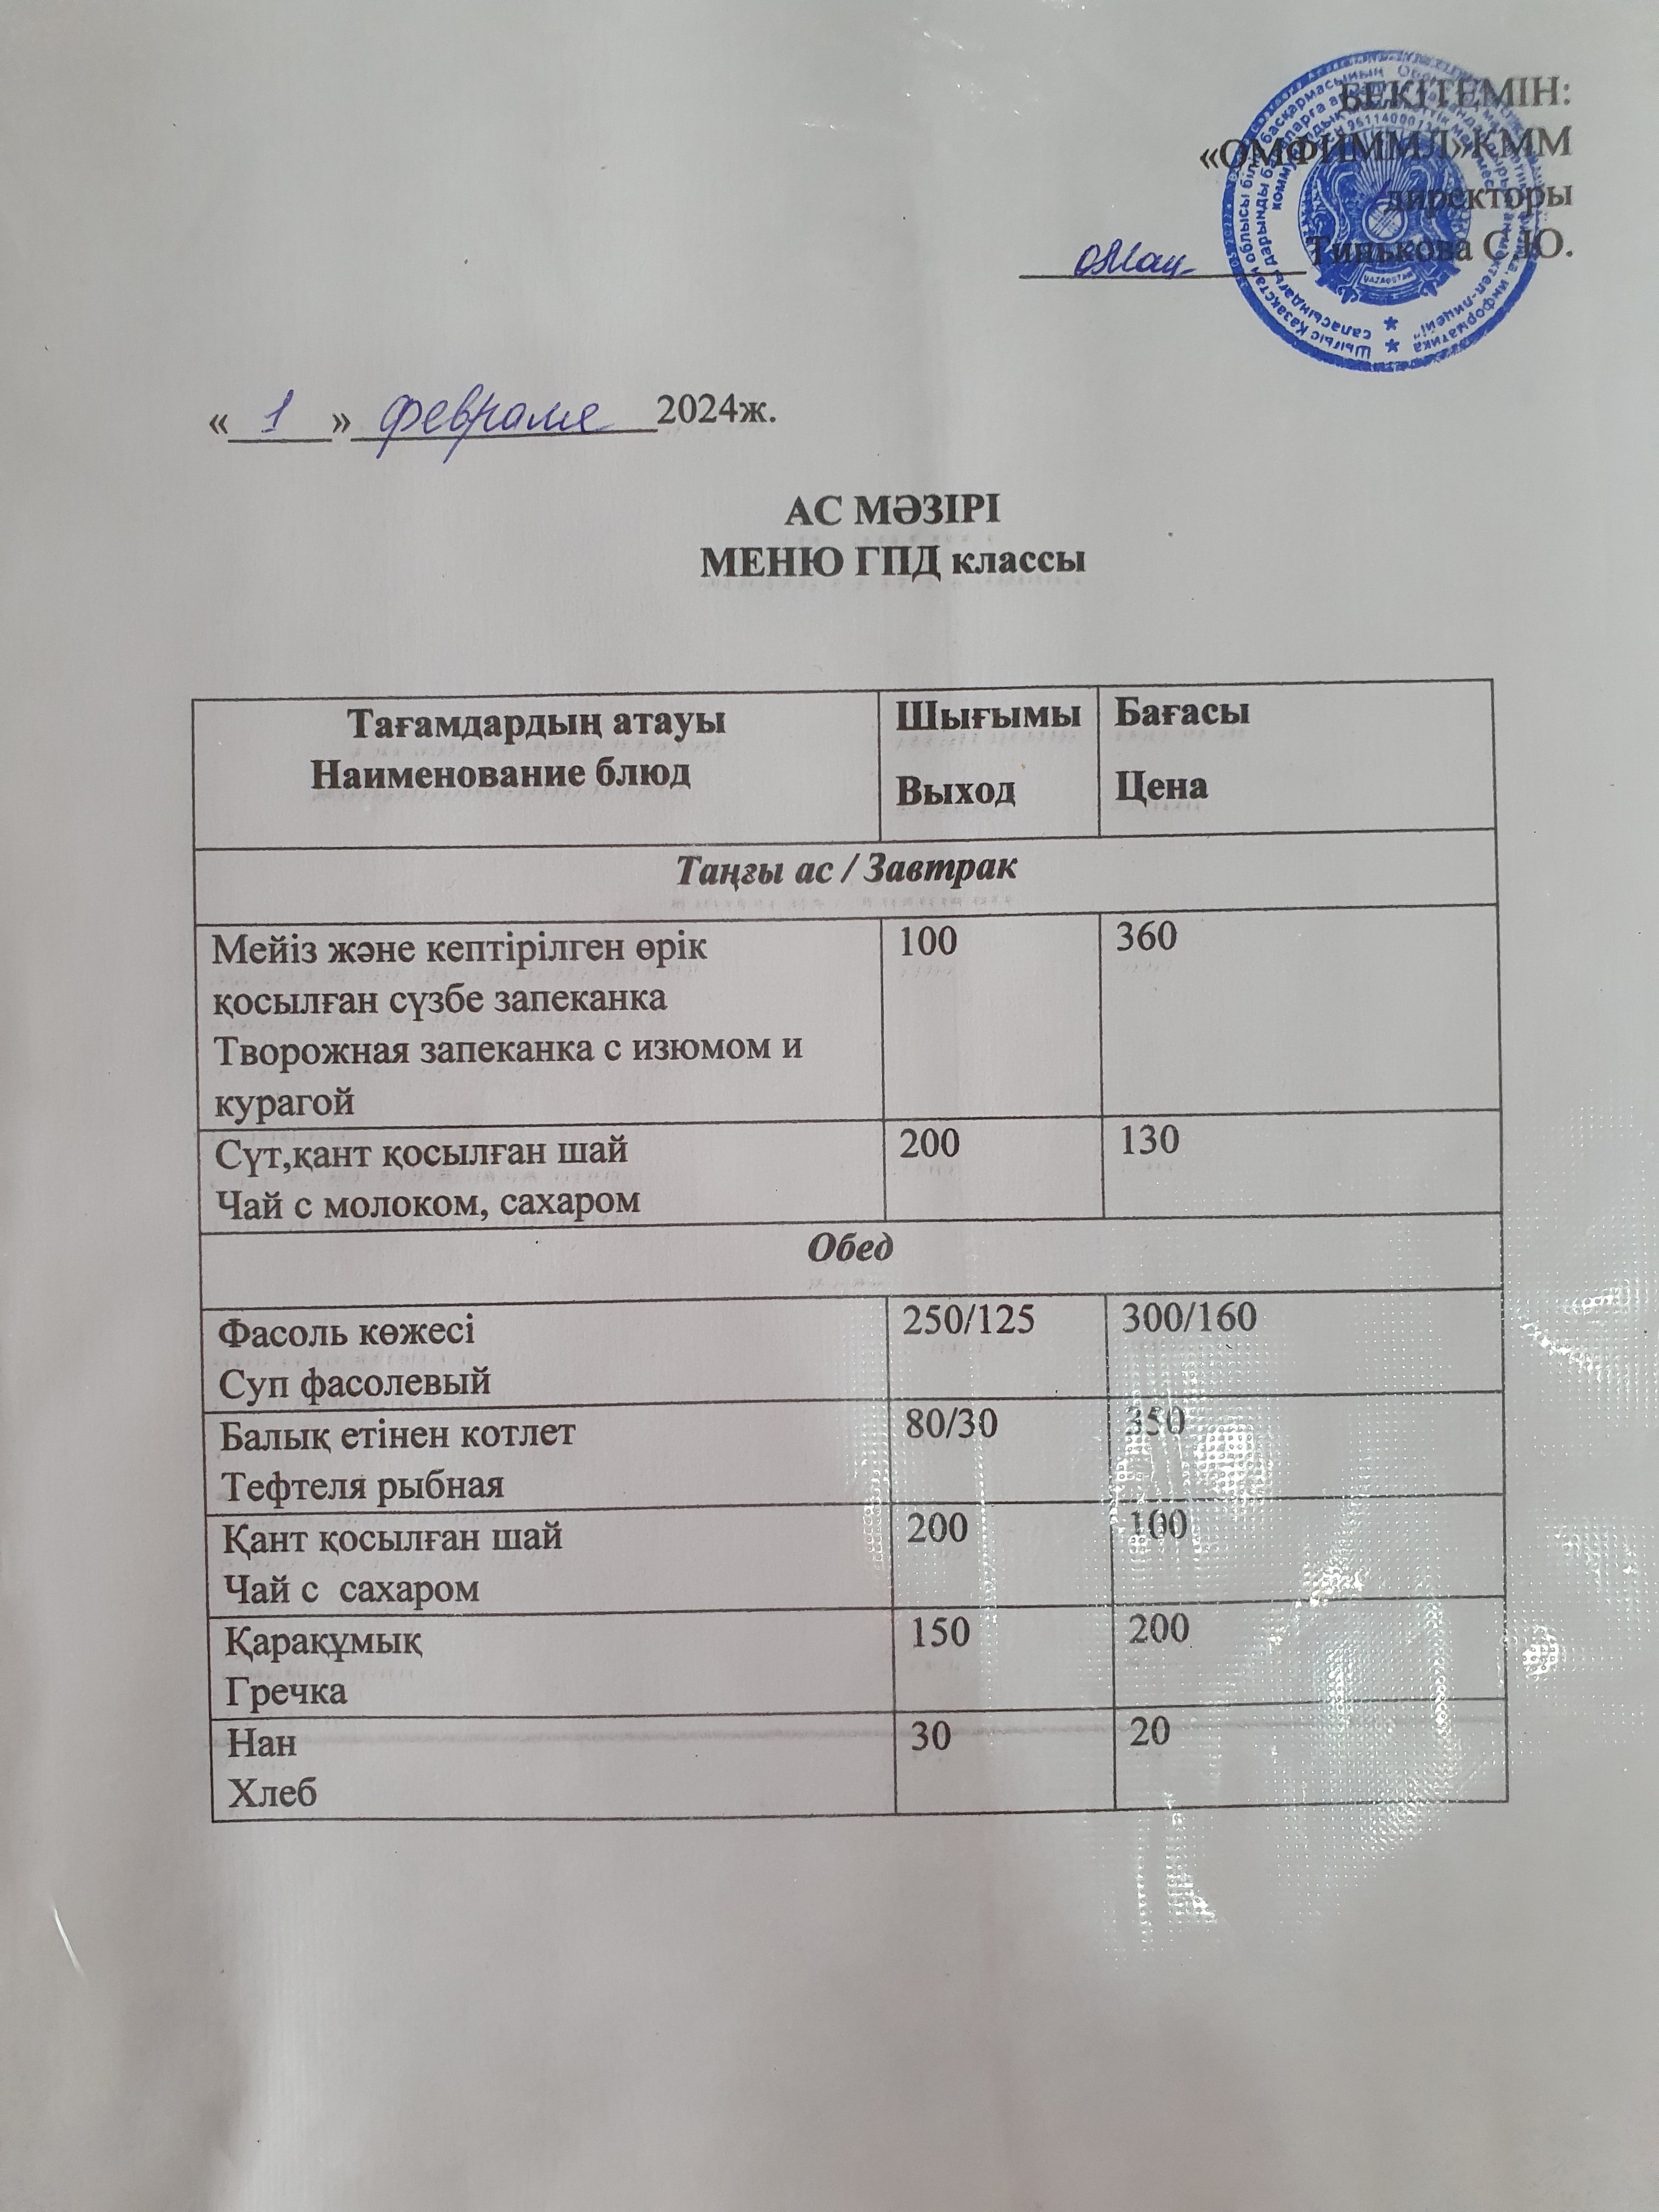 БЕКІТЕМІН:
«ОМФИММЛ»КММ
директоры
Тинькова С.Ю.
« 1 » февраля 2024ж.
АС МӘЗІРІ
МЕНЮ ГПД классы
Тағамдардың атауы
Наименование блюд
Шығымы
Выход
Бағасы
Цена
Таңғы ас / Завтрак
Мейіз және кептірілген өрік
қосылған сүзбе запеканка
Творожная запеканка с изюмом и
курагой
100
360
Сүт,қант қосылған шай
Чай с молоком, сахаром
200
130
Обед
Фасоль көжесі
Суп фасолевый
250/125
300/160
Балық етінен котлет
Тефтеля рыбная
80/30
350
Қант қосылған шай
Чай с сахаром
200
100
Қарақұмық
Гречка
150
200
Нан
Хлеб
30
20